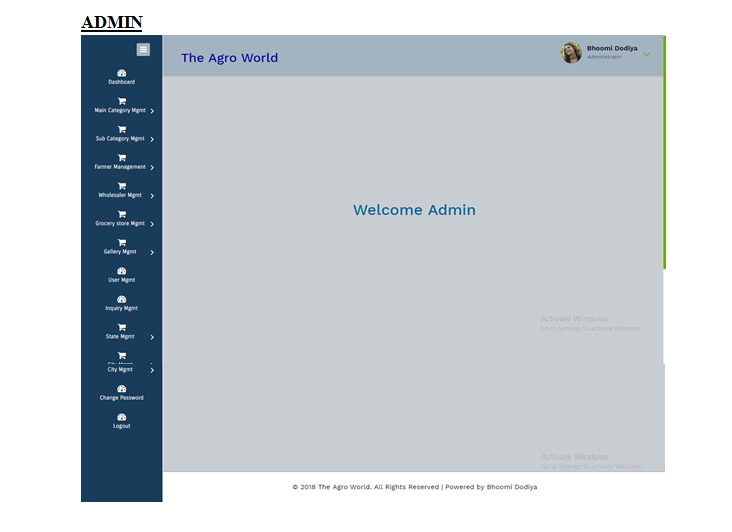 ADMIN
The Agro World
Bhoomi Dodiya
Administrator
Dashboard
Main Category Mgmt
Sub Category Mgmt
Farmer Management
Wholesaler Mgmt
Grocery store Mgmt
Gallery Mgmt
User Mgmt
Inquiry Mgmt
State Mgmt
City Mgmt
Change Password
Logout
Welcome Admin
Activate Windows
Go to Settings to activate Windows.
Activate Windows
Go to Settings to activate Windows.
© 2018 The Agro World. All Rights Reserved | Powered by Bhoomi Dodiya